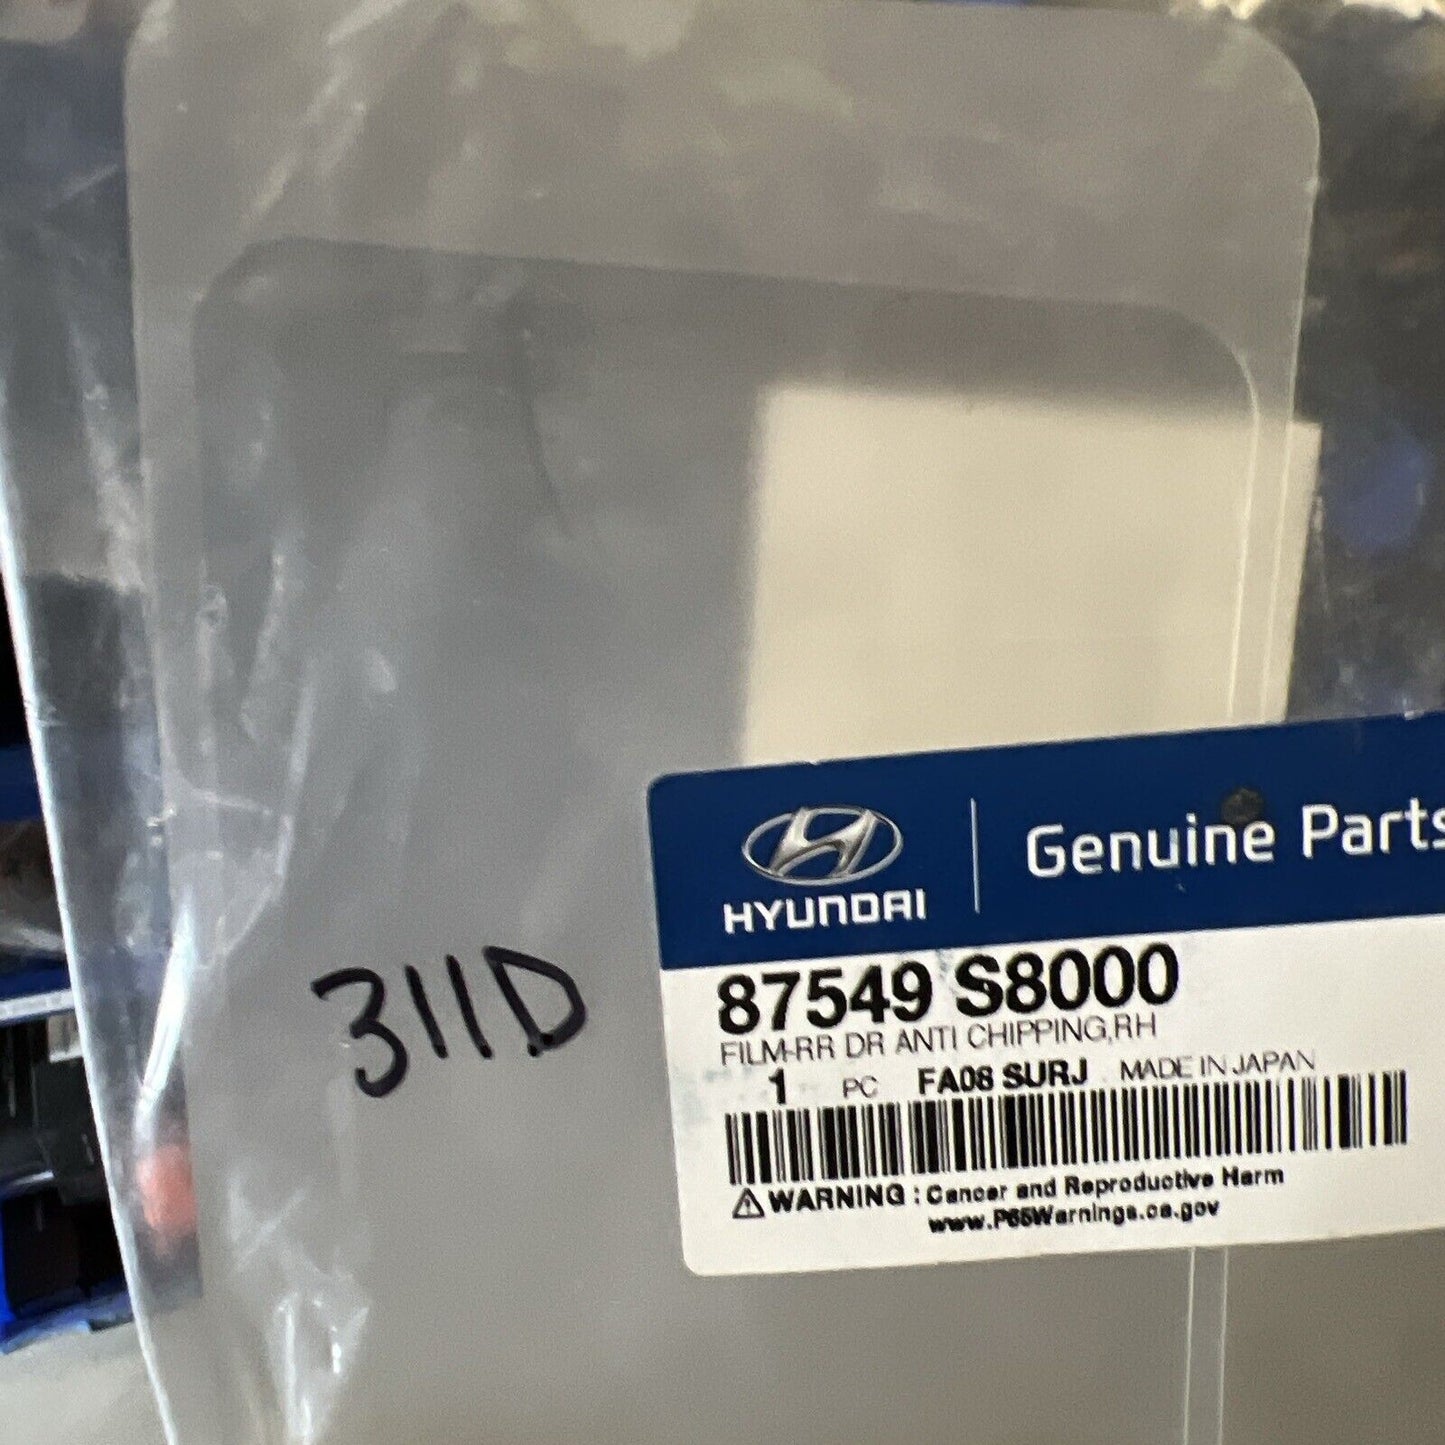 HYUNDAI
Genuine Parts
311D
87549 S8000
FILM-RR DR ANTI CHIPPING,RH
1 PC FA08 SURJ MADE IN JAPAN
WARNING : Cancer and Reproductive Harm
www.P65Warnings.ca.gov